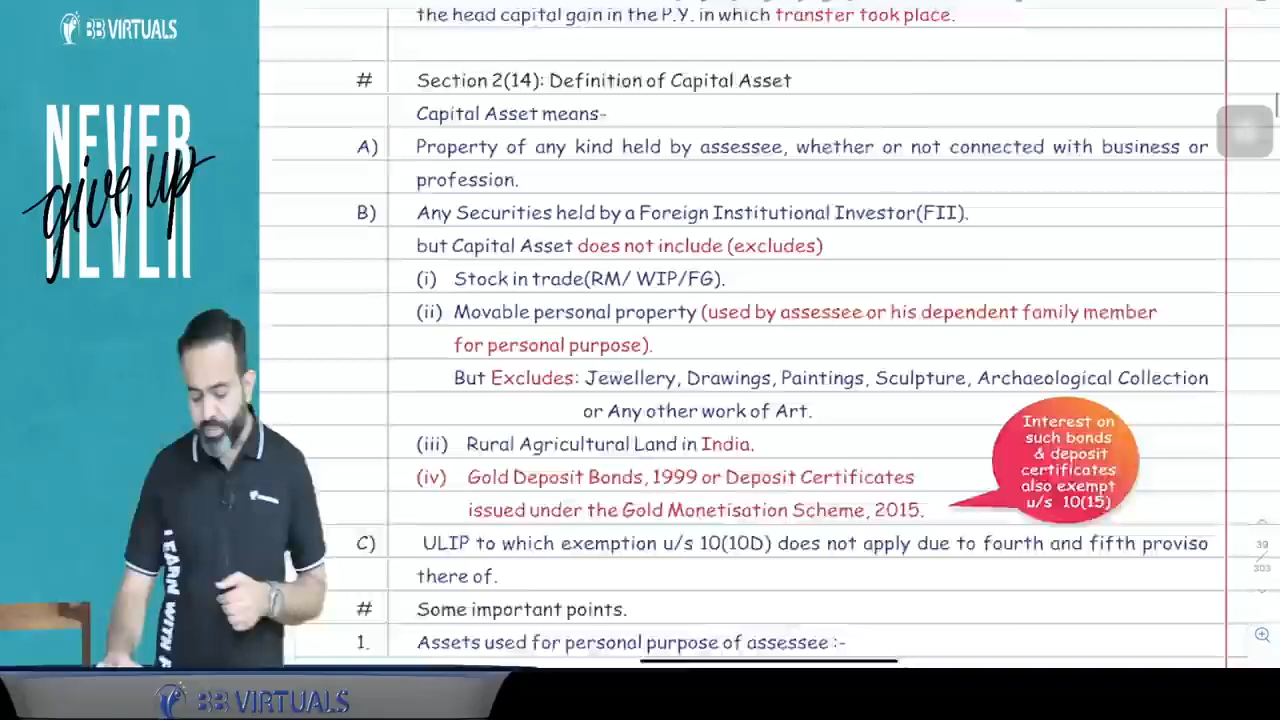 BB VIRTUALS
NEVER
give up
NEVER
the head capital gain in the P.Y. in which transfer took place.
# Section 2(14): Definition of Capital Asset
Capital Asset means-
A) Property of any kind held by assessee, whether or not connected with business or
profession.
B) Any Securities held by a Foreign Institutional Investor(FII).
but Capital Asset does not include (excludes)
(i) Stock in trade(RM/ WIP/FG).
(ii) Movable personal property (used by assessee or his dependent family member
for personal purpose).
But Excludes: Jewellery, Drawings, Paintings, Sculpture, Archaeological Collection
or Any other work of Art.
(iii) Rural Agricultural Land in India.
(iv) Gold Deposit Bonds, 1999 or Deposit Certificates
issued under the Gold Monetisation Scheme, 2015.
Interest on
such bonds
& deposit
certificates
also exempt
u/s 10(15)
C) ULIP to which exemption u/s 10(10D) does not apply due to fourth and fifth proviso
there of.
# Some important points.
1. Assets used for personal purpose of assessee :-
39
303
LEARN WITH
BB VIRTUALS